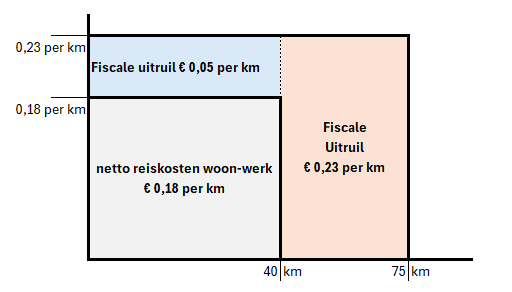 0,23 per km
Fiscale uitruil € 0,05 per km
0,18 per km
Fiscale
Uitruil
€ 0,23 per km
netto reiskosten woon-werk
€ 0,18 per km
40 km
75 km